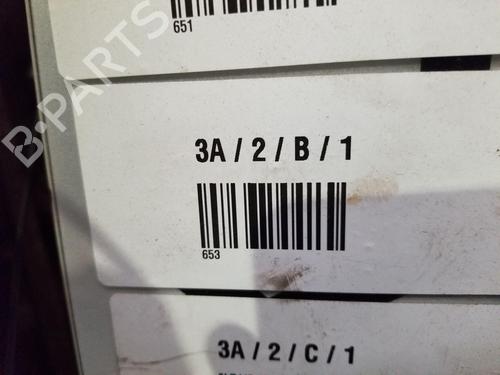 651
B-PARTS
3A / 2 / B / 1
653
3A / 2 / C / 1